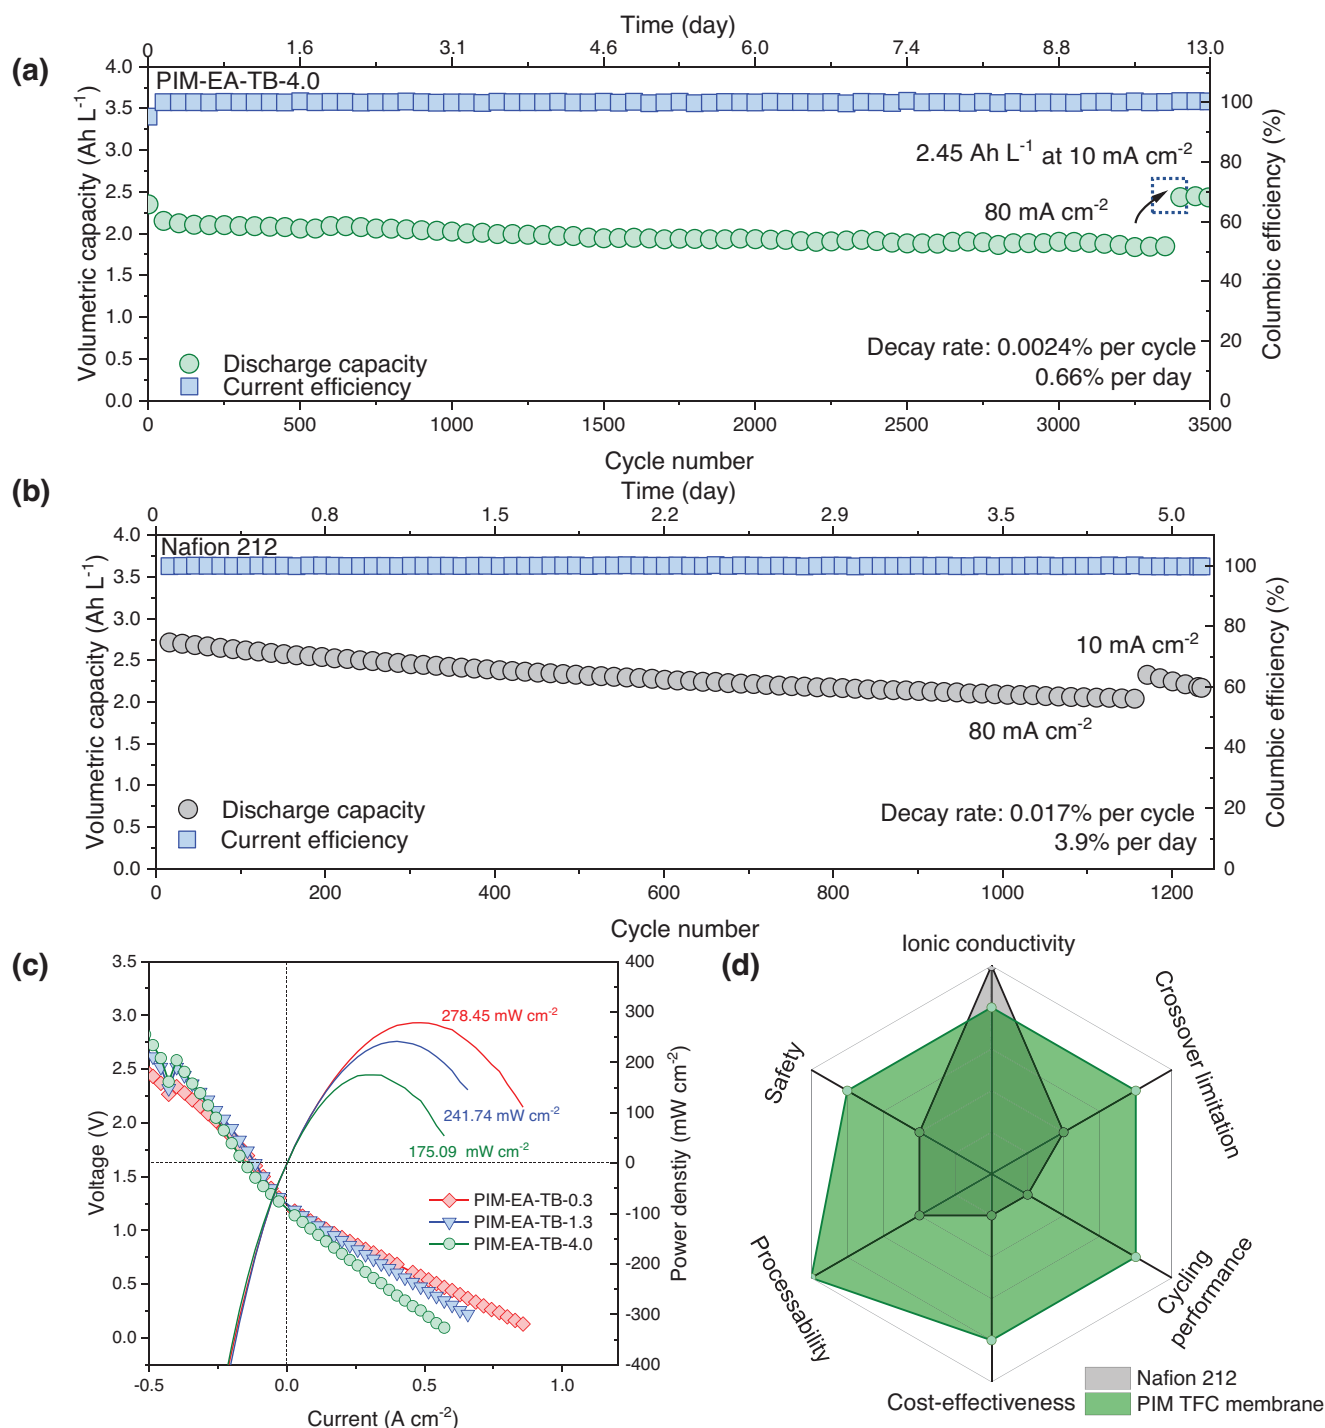 Time (day)
0 1.6 3.1 4.6 6.0 7.4 8.8 13.0
(a)
PIM-EA-TB-4.0
Volumetric capacity (Ah L-1)
4.0
3.5
3.0
2.5
2.0
1.5
1.0
0.5
0.0
2.45 Ah L-1 at 10 mA cm-2
80 mA cm-2
Discharge capacity
Current efficiency
Decay rate: 0.0024% per cycle
0.66% per day
100
80
60
40
20
0
Columbic efficiency (%)
0 500 1000 1500 2000 2500 3000 3500
Cycle number
(b)
Time (day)
0 0.8 1.5 2.2 2.9 3.5 5.0
Nafion 212
Volumetric capacity (Ah L-1)
4.0
3.5
3.0
2.5
2.0
1.5
1.0
0.5
0.0
10 mA cm-2
80 mA cm-2
Discharge capacity
Current efficiency
Decay rate: 0.017% per cycle
3.9% per day
100
80
60
40
20
0
Columbic efficiency (%)
0 200 400 600 800 1000 1200
Cycle number
(c)
Voltage (V)
3.5
3.0
2.5
2.0
1.5
1.0
0.5
0.0
278.45 mW cm-2
241.74 mW cm-2
175.09 mW cm-2
PIM-EA-TB-0.3
PIM-EA-TB-1.3
PIM-EA-TB-4.0
400
300
200
100
0
-100
-200
-300
-400
Power denstiy (mW cm-2)
-0.5 0.0 0.5 1.0
Current (A cm-2)
(d)
Ionic conductivity
Crossover limitation
Cycling
performance
Cost-effectiveness
Processability
Safety
Nafion 212
PIM TFC membrane